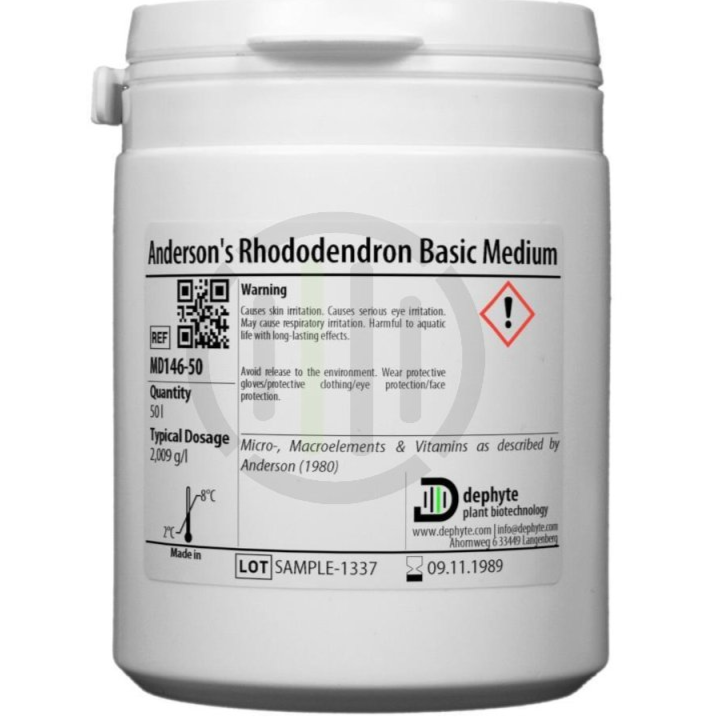 Anderson's Rhododendron Basic Medium
REF
MD146-50
Quantity
50 l
Typical Dosage
2,009 g/l
8°C
2°C
Made in
Warning
Causes skin irritation. Causes serious eye irritation.
May cause respiratory irritation. Harmful to aquatic
life with long-lasting effects.
Avoid release to the environment. Wear protective
gloves/protective clothing/eye protection/face
protection.
Micro-, Macroelements & Vitamins as described by
Anderson (1980)
dephyte
plant biotechnology
www.dephyte.com | info@dephyte.com
Ahornweg 6 33449 Langenberg
LOT SAMPLE-1337 09.11.1989